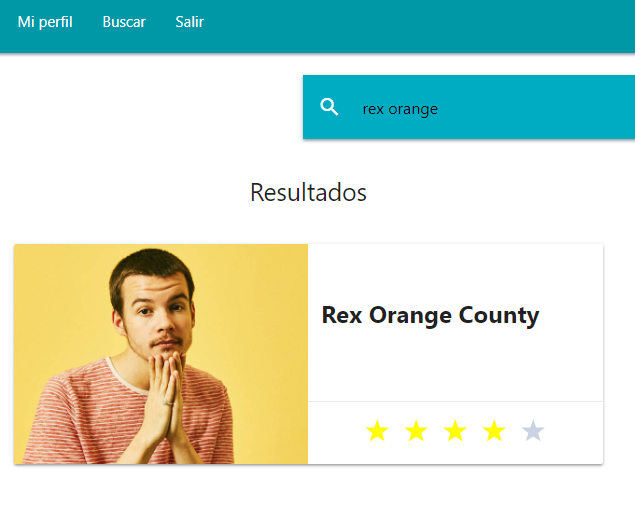 Mi perfil Buscar Salir
rex orange
Resultados
Rex Orange County